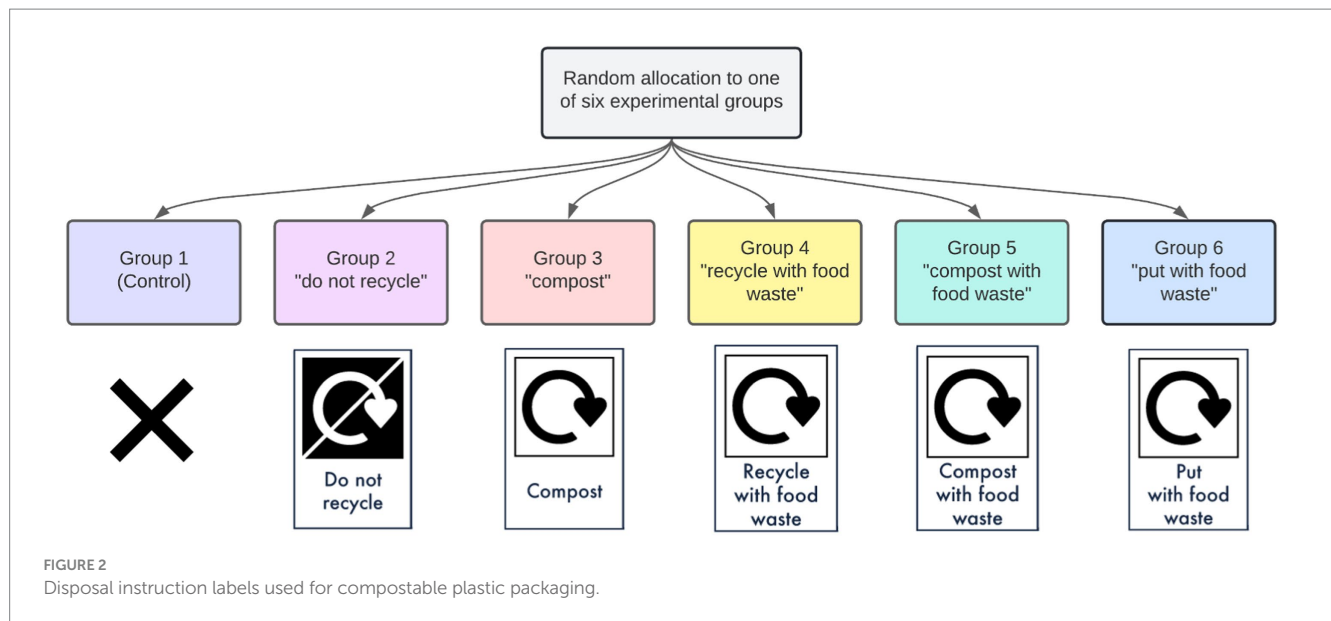 Random allocation to one
of six experimental groups
Group 1
(Control)
Group 2
"do not recycle"
Group 3
"compost"
Group 4
"recycle with food
waste"
Group 5
"compost with
food waste"
Group 6
"put with food
waste"
Do not
recycle
Compost
Recycle
with food
waste
Compost
with food
waste
Put
with food
waste
FIGURE 2
Disposal instruction labels used for compostable plastic packaging.